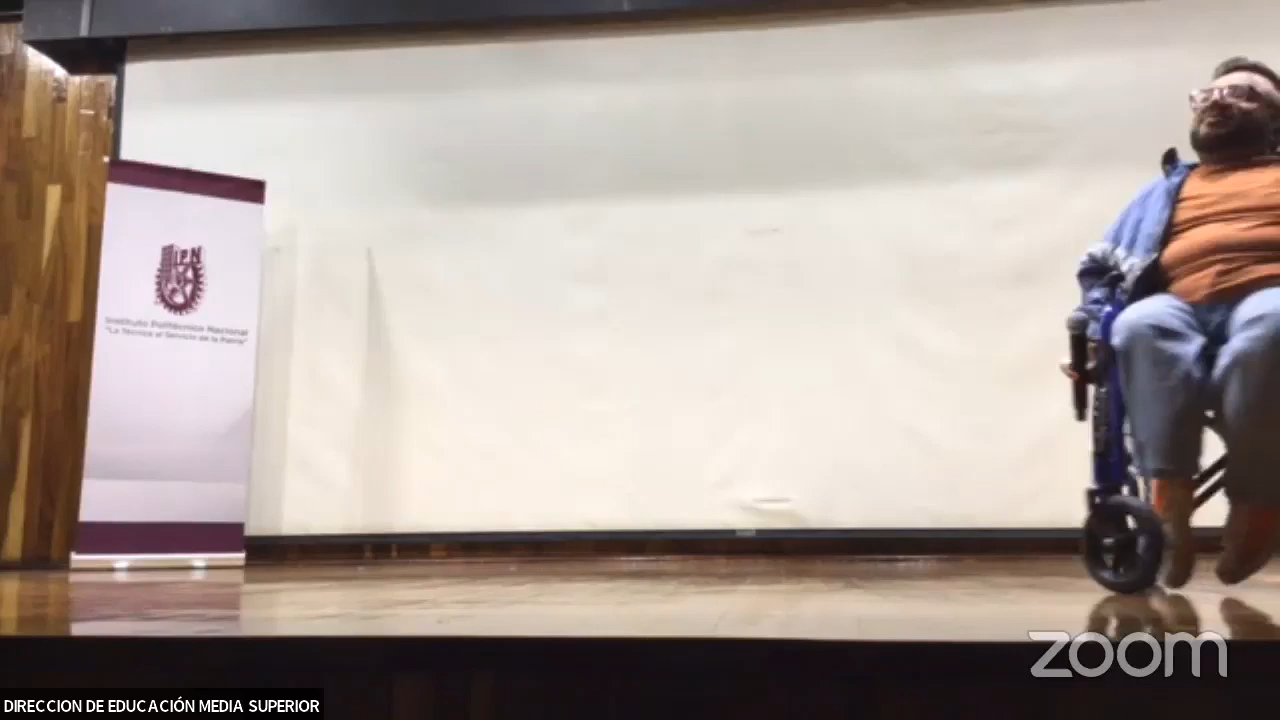 IPN
Instituto Politécnico Nacional
"La Técnica al Servicio de la Patria"
zoom
DIRECCION DE EDUCACIÓN MEDIA SUPERIOR